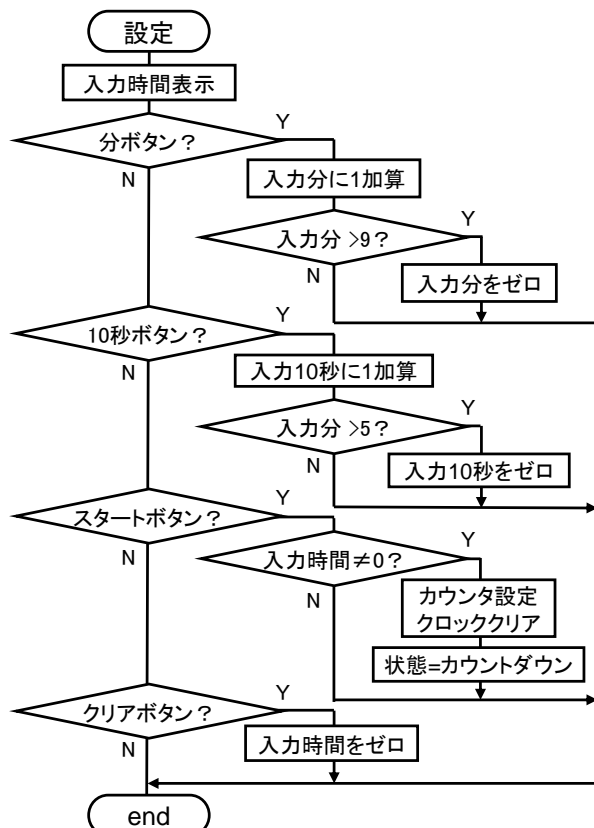 設定
入力時間表示
分ボタン？
Y
N
入力分に1加算
入力分 >9？
Y
N
入力分をゼロ
10秒ボタン？
Y
N
入力10秒に1加算
入力分 >5？
Y
N
入力10秒をゼロ
スタートボタン？
Y
N
入力時間≠0？
Y
N
カウンタ設定
クロッククリア
状態=カウントダウン
クリアボタン？
Y
N
入力時間をゼロ
end